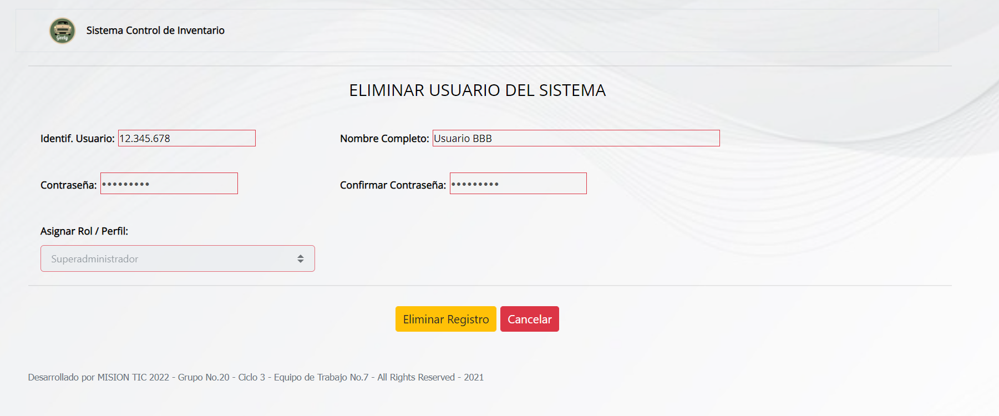 Geely
Sistema Control de Inventario
ELIMINAR USUARIO DEL SISTEMA
Identif. Usuario: 12.345.678
Nombre Completo: Usuario BBB
Contraseña: •••••••••
Confirmar Contraseña: •••••••••
Asignar Rol / Perfil:
Superadministrador
Eliminar Registro
Cancelar
Desarrollado por MISION TIC 2022 - Grupo No.20 - Ciclo 3 - Equipo de Trabajo No.7 - All Rights Reserved - 2021